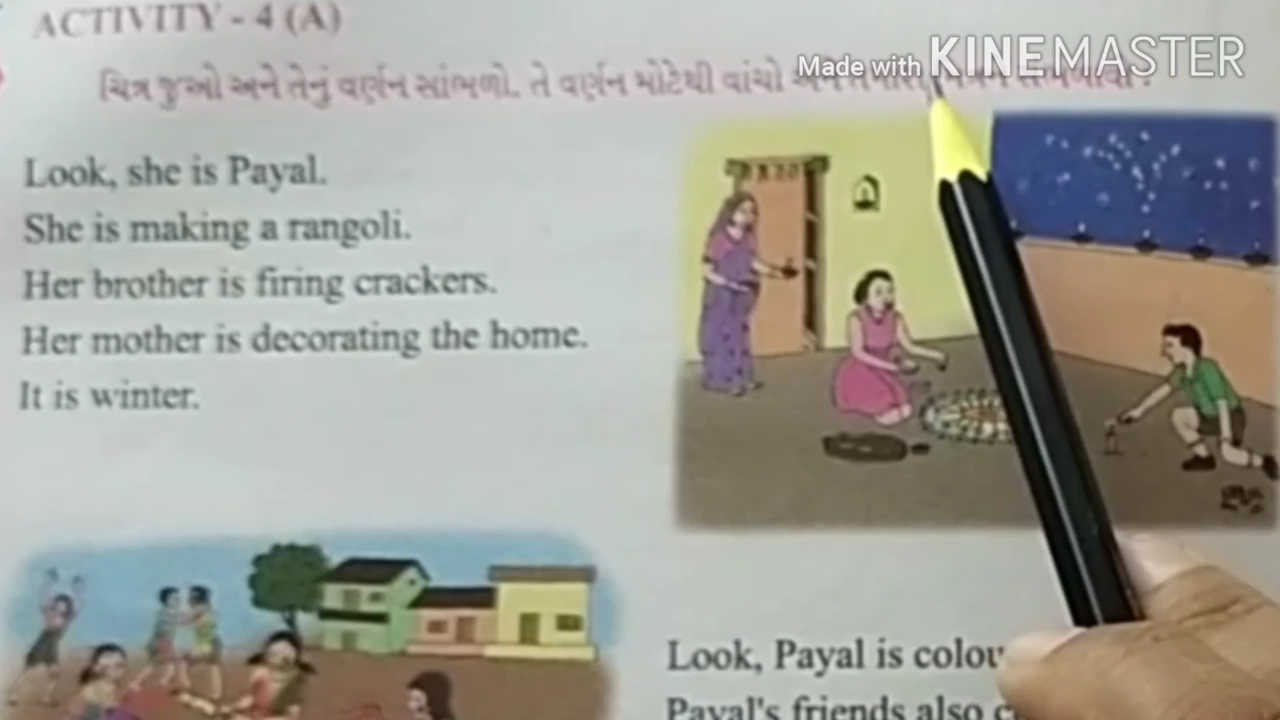 ACTIVITY - 4 (A)
Made with KINEMASTER
ચિત્ર જુઓ અને તેનું વર્ણન સાંભળો. તે વર્ણન મોટેથી વાંચો
Look, she is Payal.
She is making a rangoli.
Her brother is firing crackers.
Her mother is decorating the home.
It is winter.
Look, Payal is
Payal's friends also